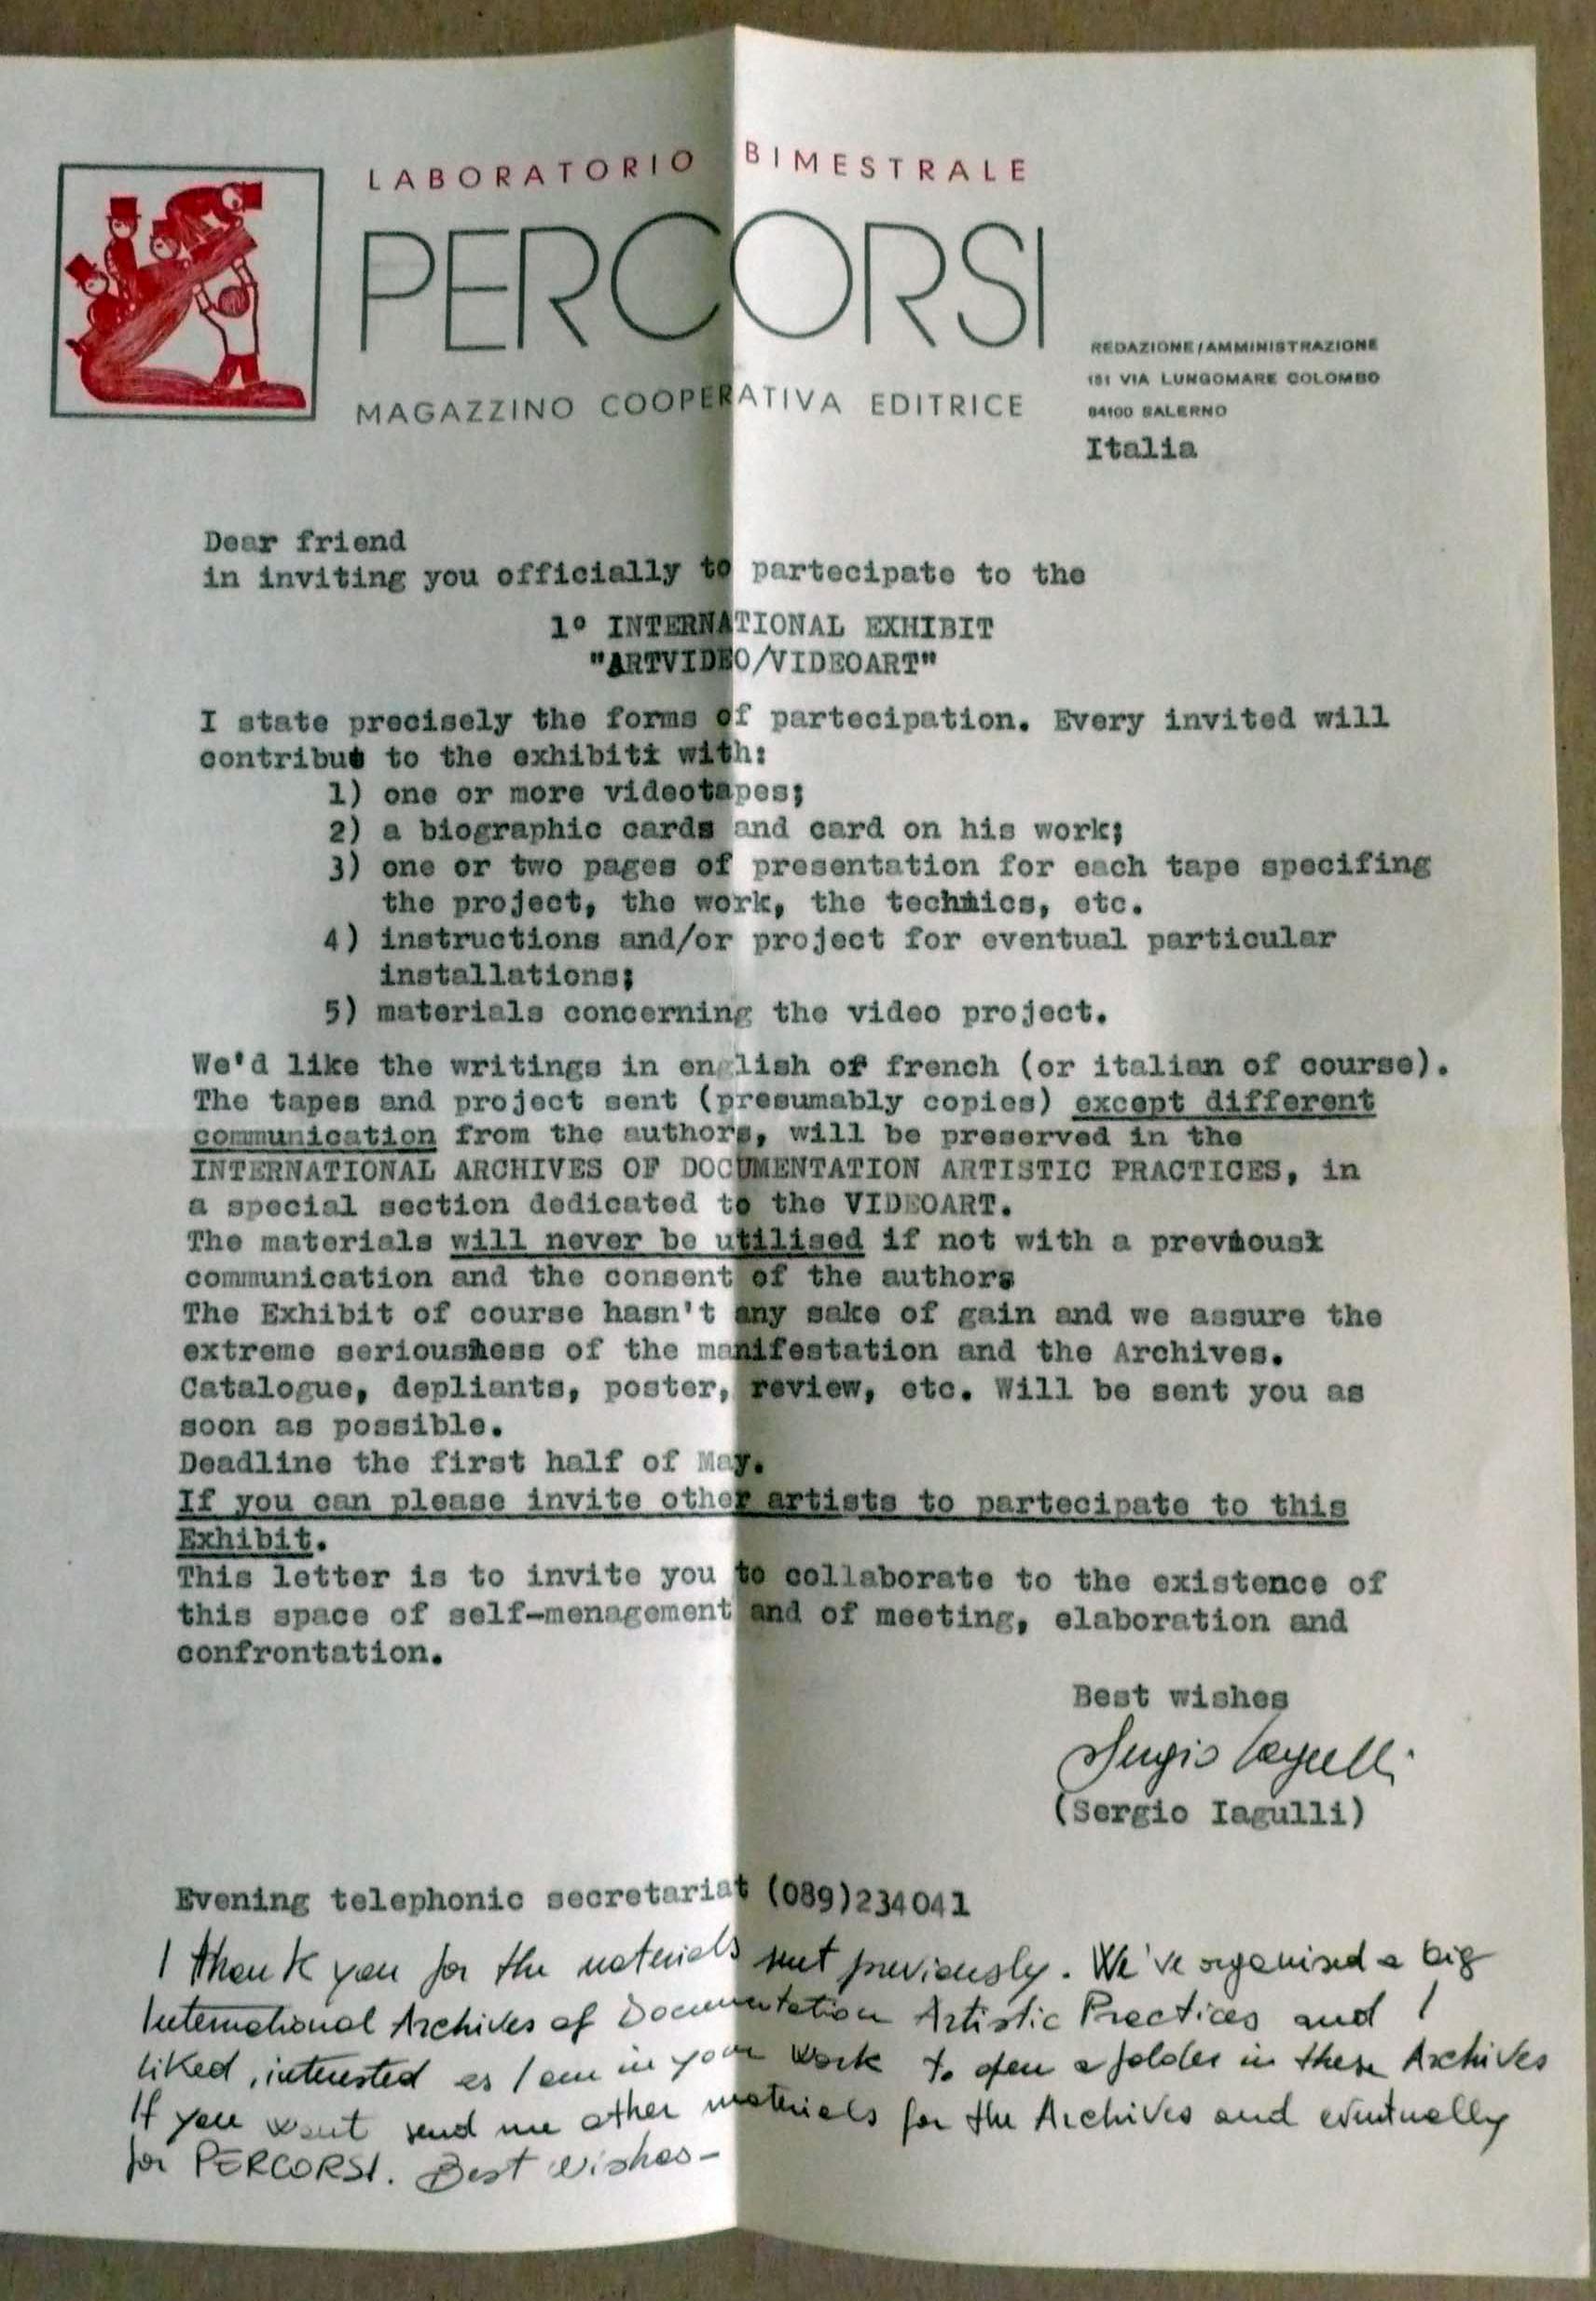 LABORATORIO BIMESTRALE
PERCORSI
MAGAZZINO COOPERATIVA EDITRICE
REDAZIONE/AMMINISTRAZIONE
151 VIA LUNGOMARE COLOMBO
84100 SALERNO
Italia
Dear friend
in inviting you officially to partecipate to the
1° INTERNATIONAL EXHIBIT
"ARTVIDEO/VIDEOART"
I state precisely the forms of partecipation. Every invited will
contribut to the exhibiti with:
1) one or more videotapes;
2) a biographic cards and card on his work;
3) one or two pages of presentation for each tape specifing
the project, the work, the technics, etc.
4) instructions and/or project for eventual particular
installations;
5) materials concerning the video project.
We'd like the writings in english or french (or italian of course).
The tapes and project sent (presumably copies) except different
communication from the authors, will be preserved in the
INTERNATIONAL ARCHIVES OF DOCUMENTATION ARTISTIC PRACTICES, in
a special section dedicated to the VIDEOART.
The materials will never be utilised if not with a previous
communication and the consent of the authors
The Exhibit of course hasn't any sake of gain and we assure the
extreme seriousness of the manifestation and the Archives.
Catalogue, depliants, poster, review, etc. Will be sent you as
soon as possible.
Deadline the first half of May.
If you can please invite other artists to partecipate to this
Exhibit.
This letter is to invite you to collaborate to the existence of
this space of self-menagement and of meeting, elaboration and
confrontation.
Best wishes
Sergio Iagulli
(Sergio Iagulli)
Evening telephonic secretariat (089)234041
I thank you for the materials sent previously. We've organised a big
International Archives of Documentation Artistic Practices and I
liked, interested as I am in your work to open a folder in these Archives
If you want send me other materials for the Archives and eventually
for PERCORSI. Best wishes-